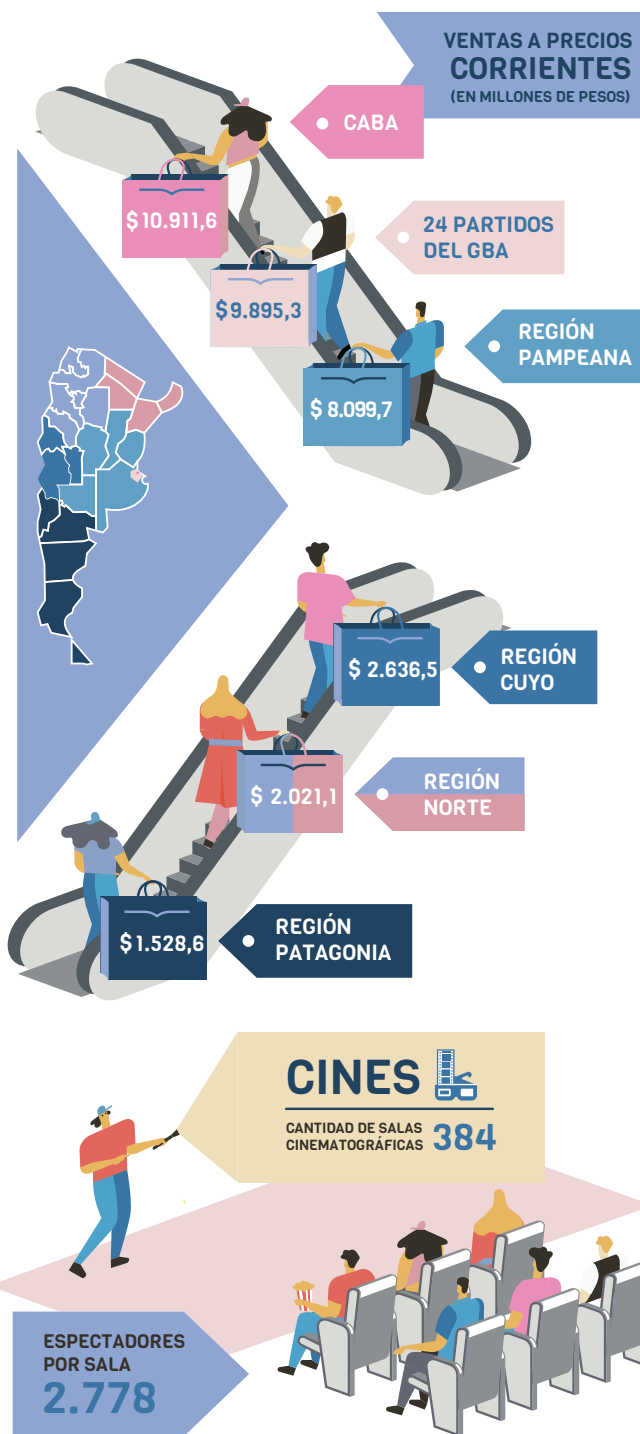 VENTAS A PRECIOS
CORRIENTES
(EN MILLONES DE PESOS)
CABA
$10.911,6
24 PARTIDOS
DEL GBA
$9.895,3
REGIÓN
PAMPEANA
$ 8.099,7
REGIÓN
CUYO
$ 2.636,5
REGIÓN
NORTE
$ 2.021,1
REGIÓN
PATAGONIA
$1.528,6
CINES
CANTIDAD DE SALAS
CINEMATOGRÁFICAS
384
ESPECTADORES
POR SALA
2.778